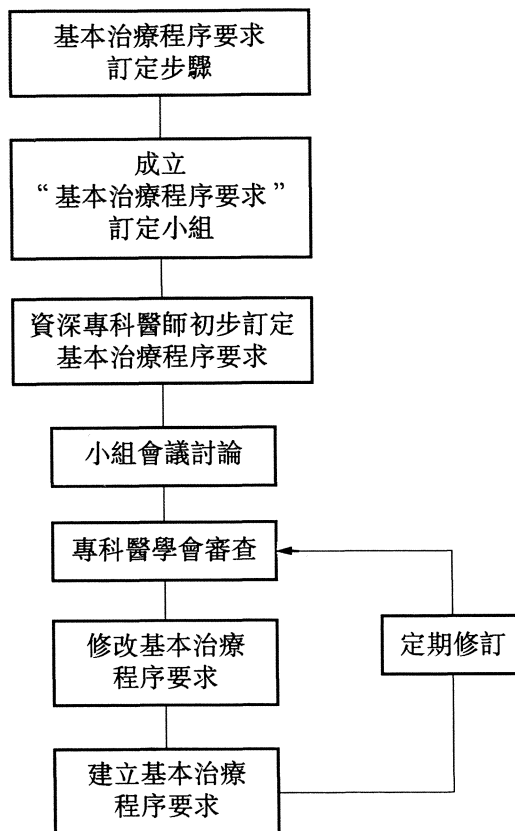 基本治療程序要求
訂定步驟
成立
“基本治療程序要求”
訂定小組
資深專科醫師初步訂定
基本治療程序要求
小組會議討論
專科醫學會審查
修改基本治療
程序要求
定期修訂
建立基本治療
程序要求